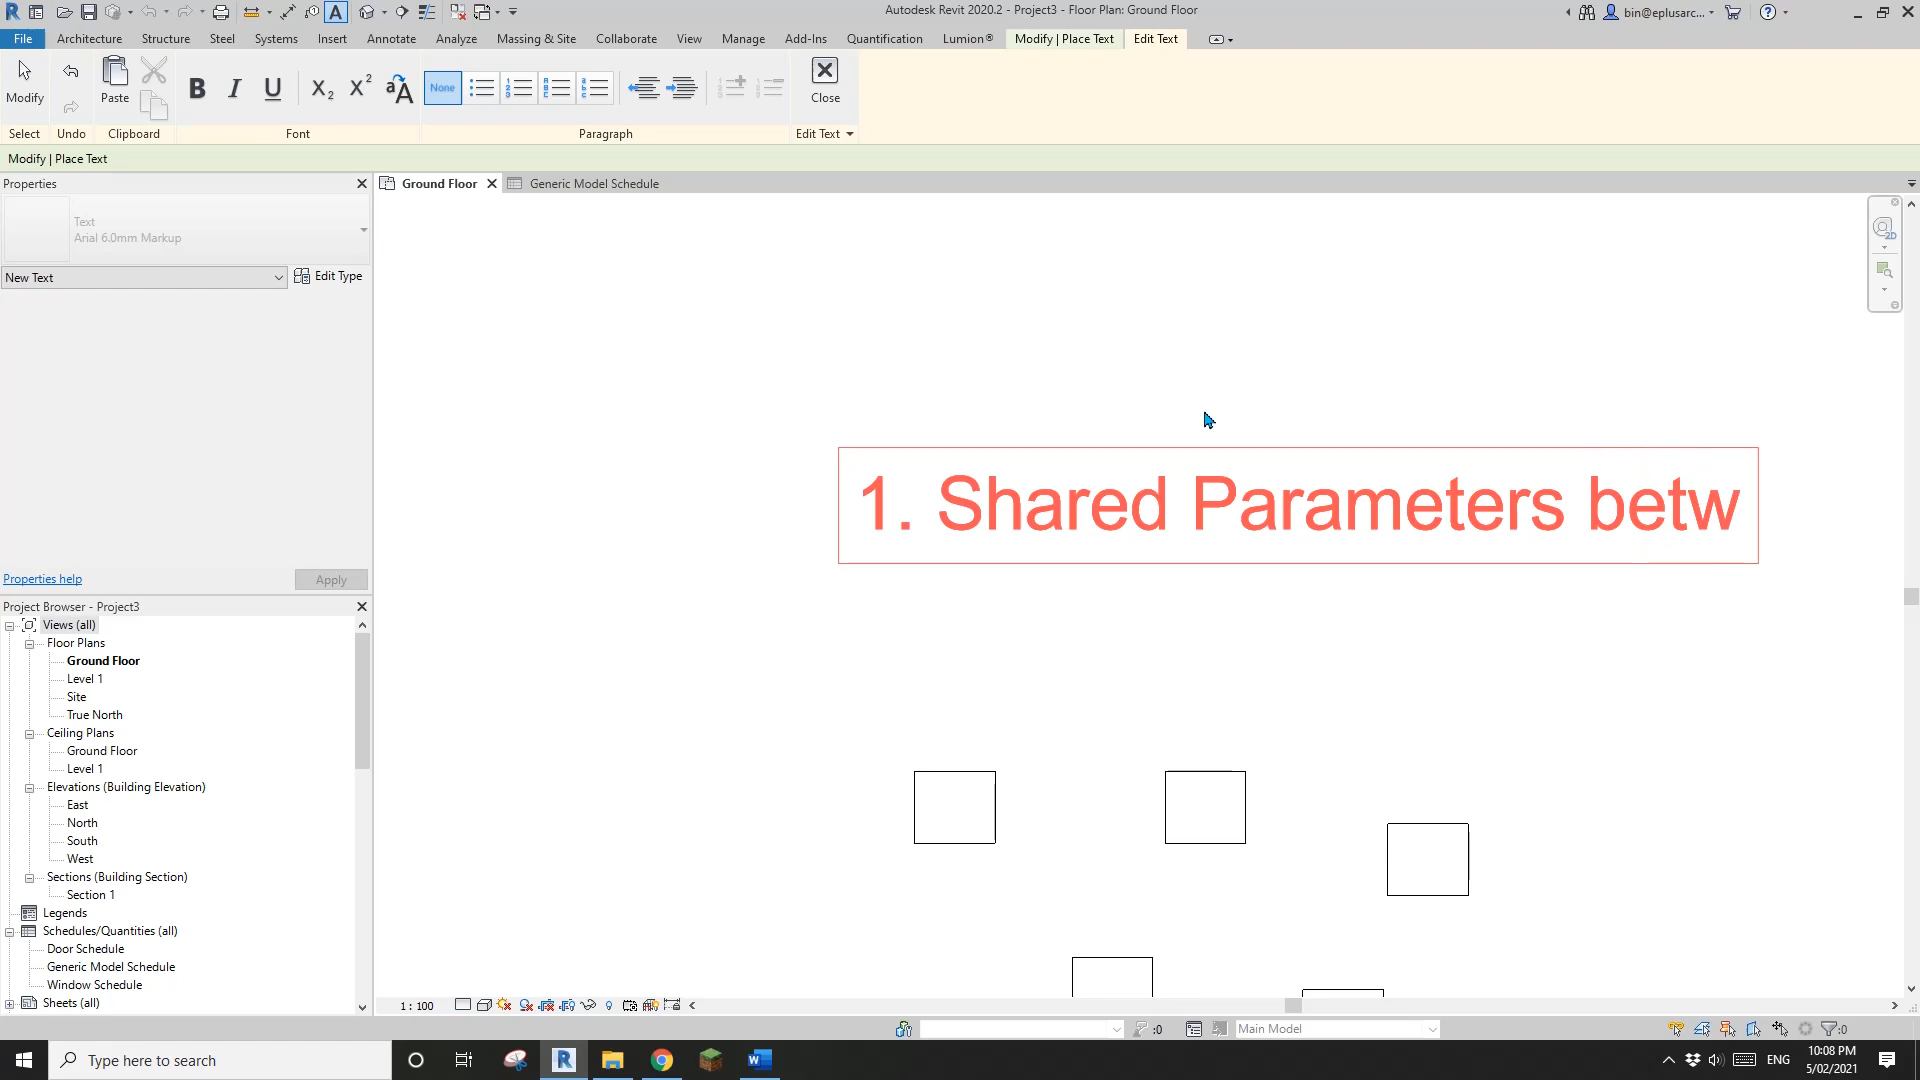 Autodesk Revit 2020.2 - Project3 - Floor Plan: Ground Floor
bin@eplusarc...
File Architecture Structure Steel Systems Insert Annotate Analyze Massing & Site Collaborate View Manage Add-Ins Quantification Lumion® Modify | Place Text Edit Text
Modify Paste B I U X2 X2 aA None Close
Select Undo Clipboard Font Paragraph Edit Text
Modify | Place Text
Properties
Ground Floor Generic Model Schedule
Text
Arial 6.0mm Markup
New Text Edit Type
2D
1. Shared Parameters betw
Properties help Apply
Project Browser - Project3
Views (all)
Floor Plans
Ground Floor
Level 1
Site
True North
Ceiling Plans
Ground Floor
Level 1
Elevations (Building Elevation)
East
North
South
West
Sections (Building Section)
Section 1
Legends
Schedules/Quantities (all)
Door Schedule
Generic Model Schedule
Window Schedule
Sheets (all)
1 : 100
:0 Main Model :0
Type here to search
ENG
10:08 PM
5/02/2021